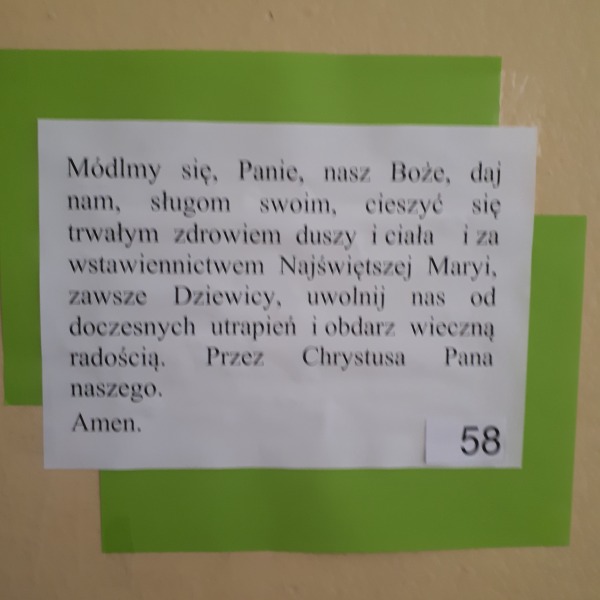 Módlmy się, Panie, nasz Boże, daj
nam, sługom swoim, cieszyć się
trwałym zdrowiem duszy i ciała i za
wstawiennictwem Najświętszej Maryi,
zawsze Dziewicy, uwolnij nas od
doczesnych utrapień i obdarz wieczną
radością. Przez Chrystusa Pana
naszego.
Amen.
58